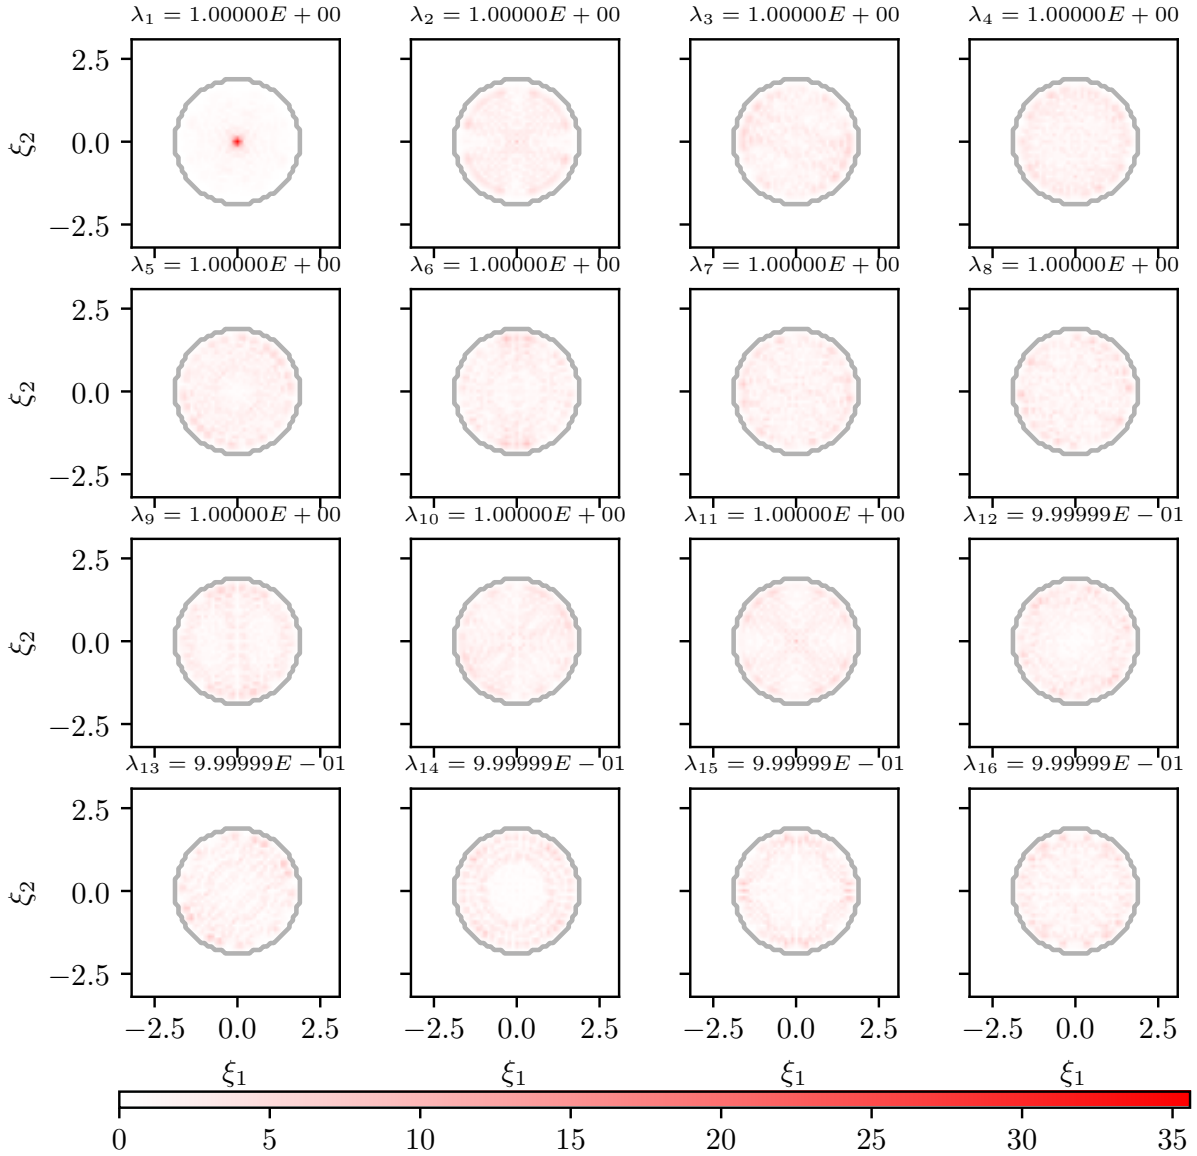 λ₁ = 1.00000E + 00 λ₂ = 1.00000E + 00 λ₃ = 1.00000E + 00 λ₄ = 1.00000E + 00
2.5
ξ₂ 0.0
−2.5
λ₅ = 1.00000E + 00 λ₆ = 1.00000E + 00 λ₇ = 1.00000E + 00 λ₈ = 1.00000E + 00
2.5
ξ₂ 0.0
−2.5
λ₉ = 1.00000E + 00 λ₁₀ = 1.00000E + 00 λ₁₁ = 1.00000E + 00 λ₁₂ = 9.99999E − 01
2.5
ξ₂ 0.0
−2.5
λ₁₃ = 9.99999E − 01 λ₁₄ = 9.99999E − 01 λ₁₅ = 9.99999E − 01 λ₁₆ = 9.99999E − 01
2.5
ξ₂ 0.0
−2.5
−2.5 0.0 2.5 −2.5 0.0 2.5 −2.5 0.0 2.5 −2.5 0.0 2.5
ξ₁ ξ₁ ξ₁ ξ₁
0 5 10 15 20 25 30 35